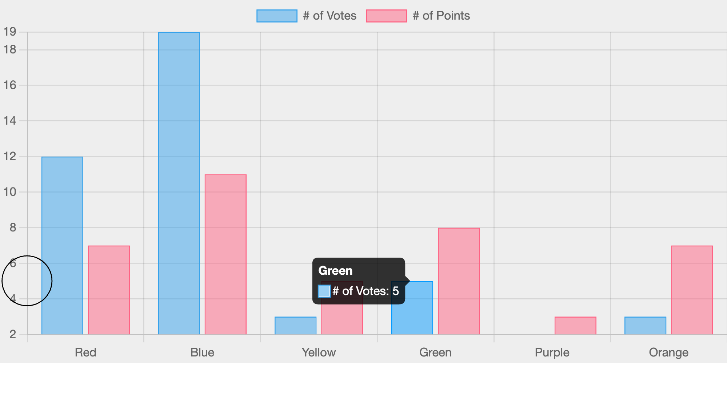 # of Votes # of Points
19
18
16
14
12
10
8
6
4
2
Green
# of Votes: 5
Red Blue Yellow Green Purple Orange